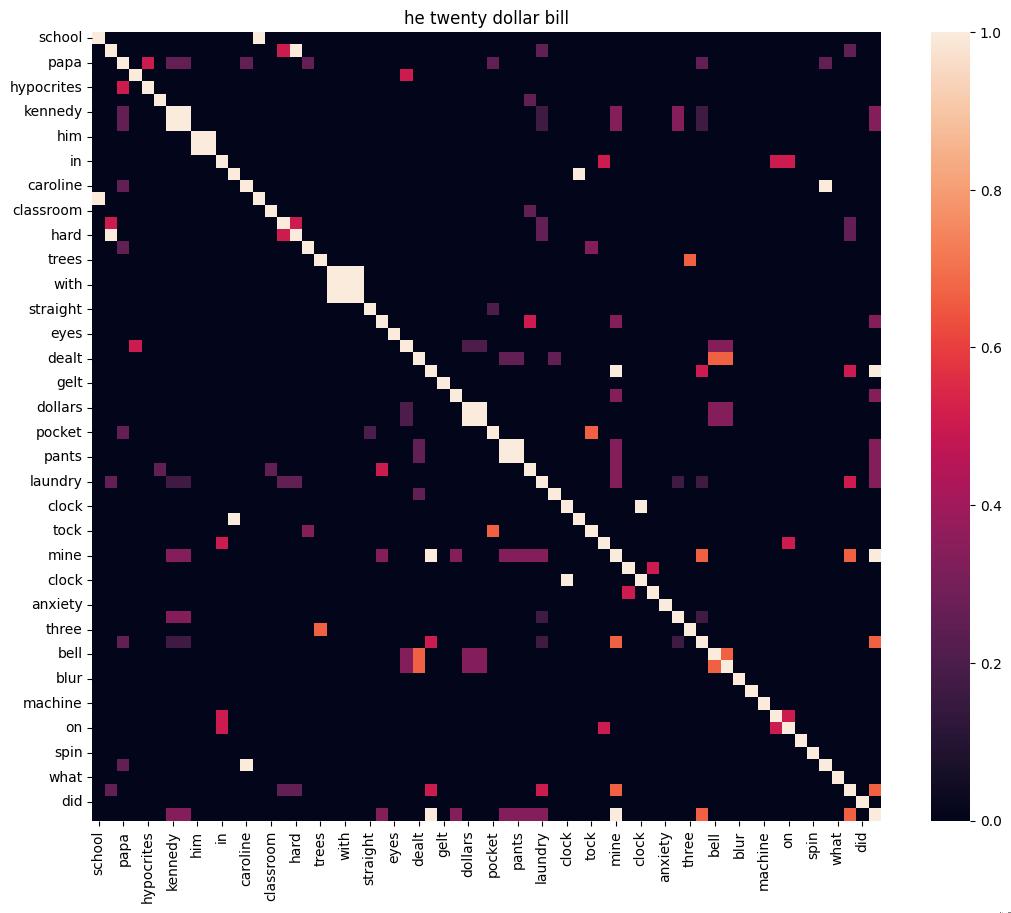 he twenty dollar bill
school
papa
hypocrites
kennedy
him
in
caroline
classroom
hard
trees
with
straight
eyes
dealt
gelt
dollars
pocket
pants
laundry
clock
tock
mine
clock
anxiety
three
bell
blur
machine
on
spin
what
did
school
papa
hypocrites
kennedy
him
in
caroline
classroom
hard
trees
with
straight
eyes
dealt
gelt
dollars
pocket
pants
laundry
clock
tock
mine
clock
anxiety
three
bell
blur
machine
on
spin
what
did
1.0
0.8
0.6
0.4
0.2
0.0